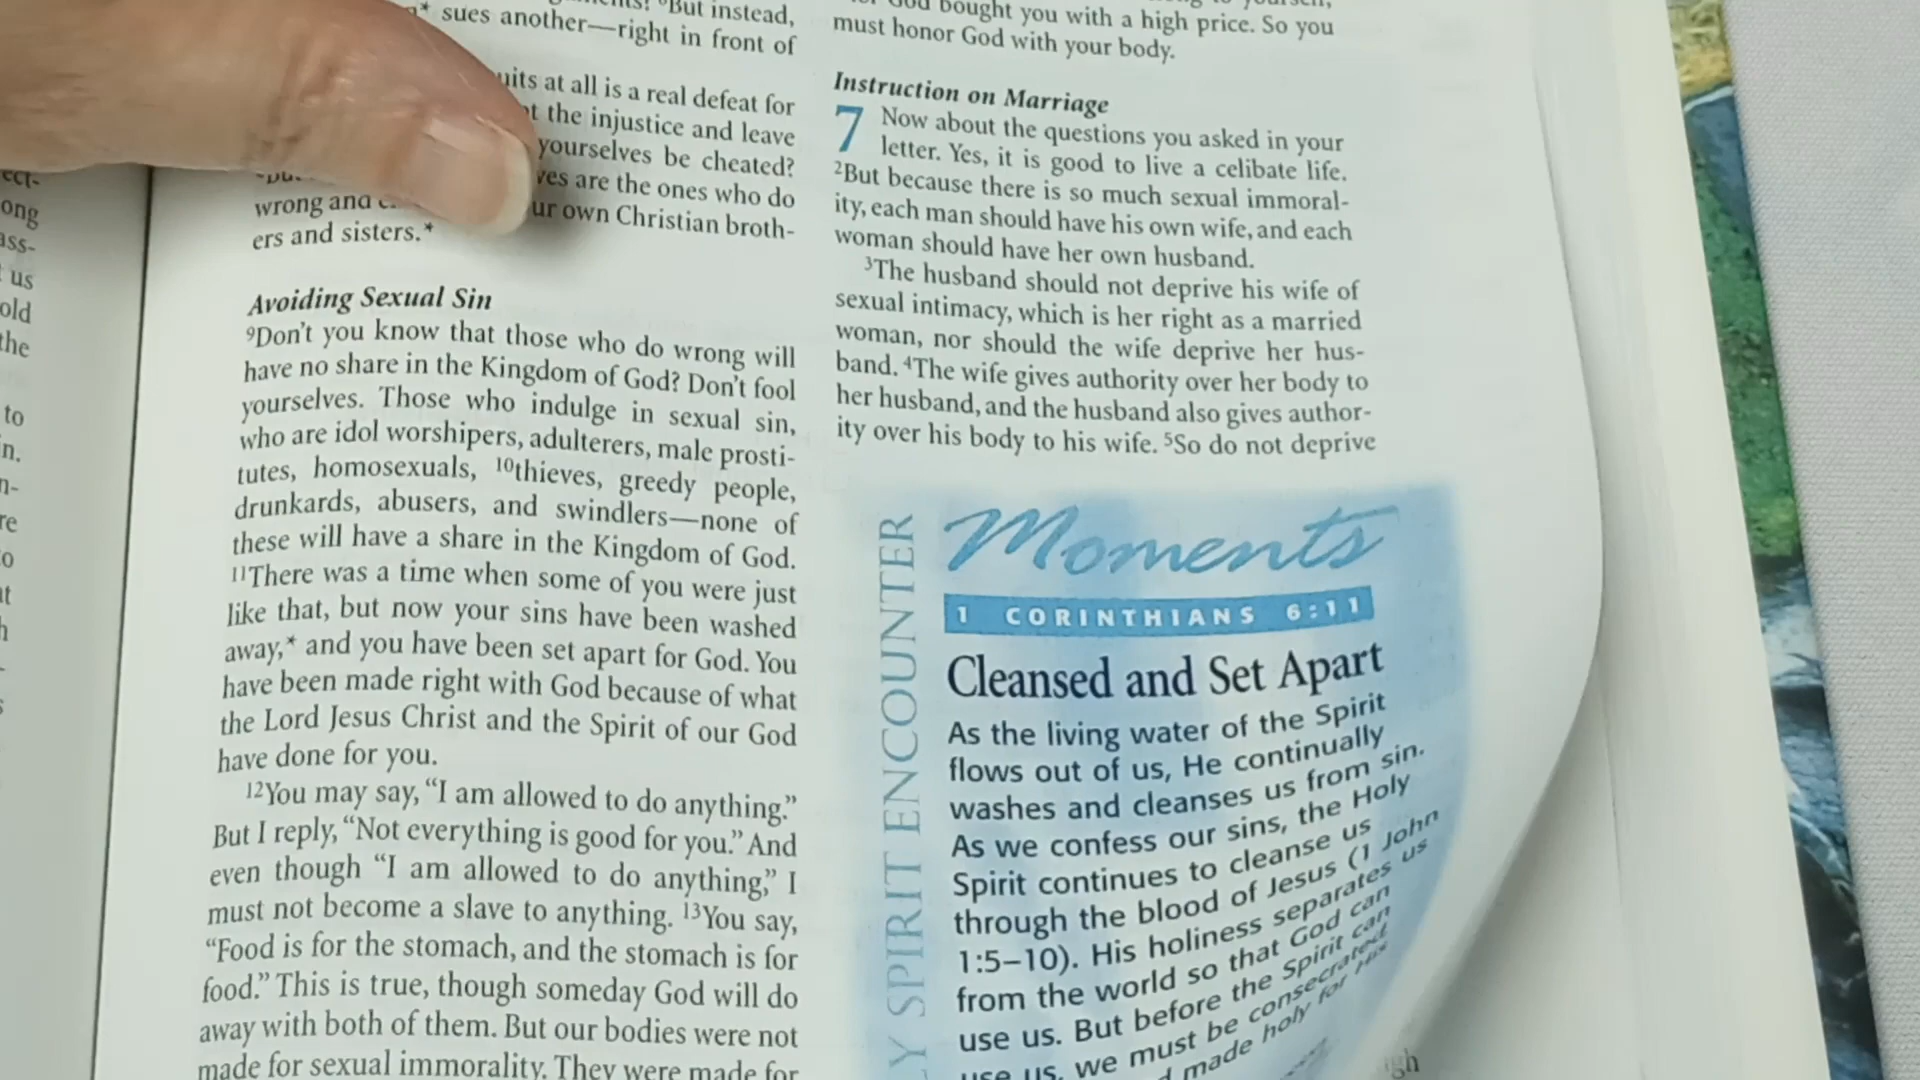 But instead,
sues another—right in front of
at all is a real defeat for
the injustice and leave
yourselves be cheated?
are the ones who do
wrong and
own Christian broth-
ers and sisters.*
Avoiding Sexual Sin
9Don't you know that those who do wrong will
have no share in the Kingdom of God? Don't fool
yourselves. Those who indulge in sexual sin,
who are idol worshipers, adulterers, male prosti-
tutes, homosexuals, 10thieves, greedy people,
drunkards, abusers, and swindlers—none of
these will have a share in the Kingdom of God.
11There was a time when some of you were just
like that, but now your sins have been washed
away,* and you have been set apart for God. You
have been made right with God because of what
the Lord Jesus Christ and the Spirit of our God
have done for you.
12You may say, “I am allowed to do anything.”
But I reply, “Not everything is good for you.” And
even though “I am allowed to do anything,” I
must not become a slave to anything. 13You say,
“Food is for the stomach, and the stomach is for
food.” This is true, though someday God will do
away with both of them. But our bodies were not
made for sexual immorality. They were made for
God bought you with a high price. So you
must honor God with your body.
Instruction on Marriage
7 Now about the questions you asked in your
letter. Yes, it is good to live a celibate life.
2But because there is so much sexual immoral-
ity, each man should have his own wife, and each
woman should have her own husband.
3The husband should not deprive his wife of
sexual intimacy, which is her right as a married
woman, nor should the wife deprive her hus-
band. 4The wife gives authority over her body to
her husband, and the husband also gives author-
ity over his body to his wife. 5So do not deprive
SPIRIT ENCOUNTER
Moments
1 CORINTHIANS 6:11
Cleansed and Set Apart
As the living water of the Spirit
flows out of us, He continually
washes and cleanses us from sin.
As we confess our sins, the Holy
Spirit continues to cleanse us
through the blood of Jesus (1 John
1:5–10). His holiness separates us
from the world so that God can
use us. But before the Spirit can
use us, we must be consecrated
made holy for His